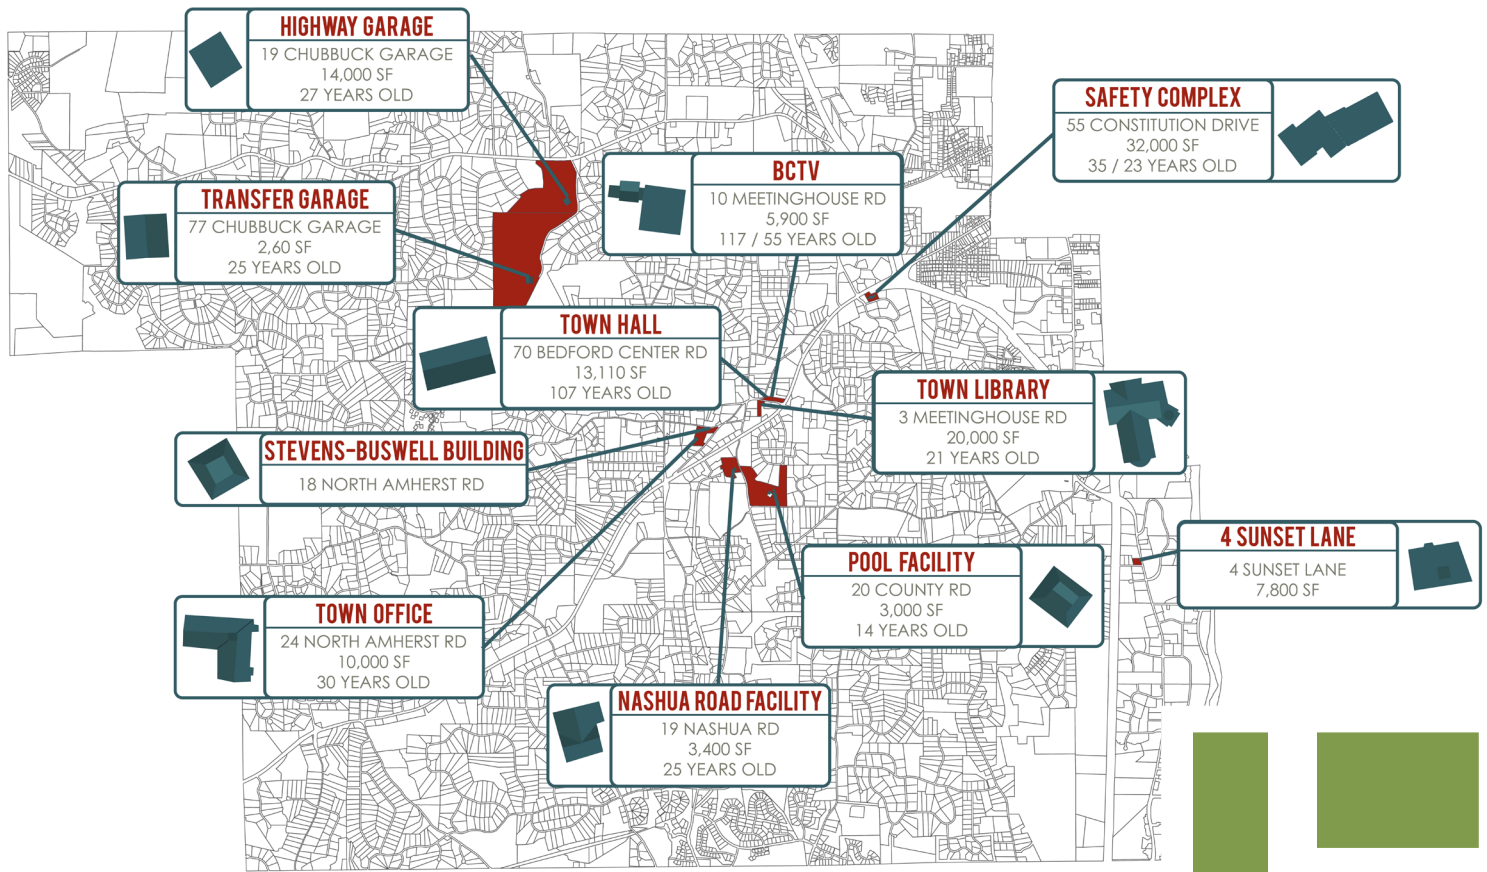 HIGHWAY GARAGE
19 CHUBBUCK GARAGE
14,000 SF
27 YEARS OLD
SAFETY COMPLEX
55 CONSTITUTION DRIVE
32,000 SF
35 / 23 YEARS OLD
BCTV
10 MEETINGHOUSE RD
5,900 SF
117 / 55 YEARS OLD
TRANSFER GARAGE
77 CHUBBUCK GARAGE
2,60 SF
25 YEARS OLD
TOWN HALL
70 BEDFORD CENTER RD
13,110 SF
107 YEARS OLD
TOWN LIBRARY
3 MEETINGHOUSE RD
20,000 SF
21 YEARS OLD
STEVENS-BUSWELL BUILDING
18 NORTH AMHERST RD
4 SUNSET LANE
4 SUNSET LANE
7,800 SF
POOL FACILITY
20 COUNTY RD
3,000 SF
14 YEARS OLD
TOWN OFFICE
24 NORTH AMHERST RD
10,000 SF
30 YEARS OLD
NASHUA ROAD FACILITY
19 NASHUA RD
3,400 SF
25 YEARS OLD